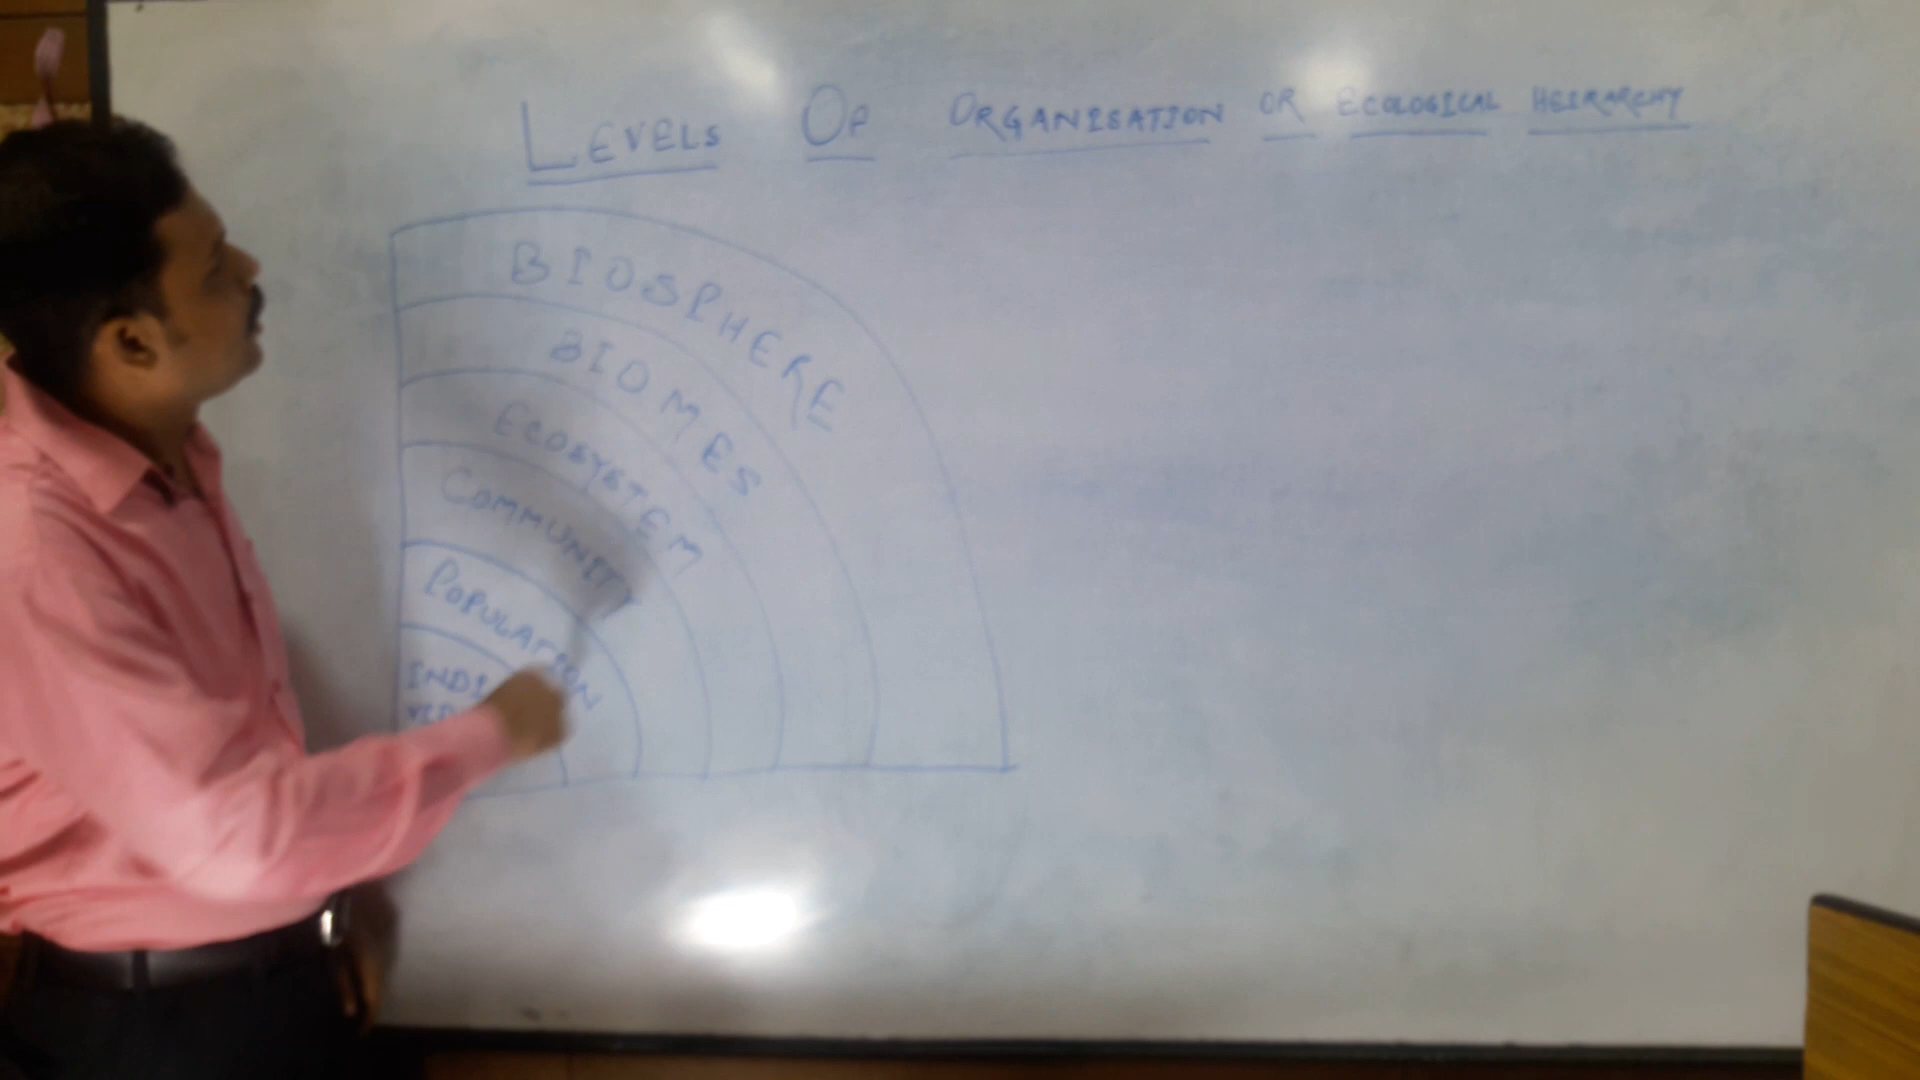 LEVELS OF ORGANISATION OR ECOLOGICAL HEIRARCHY
BIOSPHERE
BIOMES
ECOSYSTEM
COMMUNITY
POPULATION